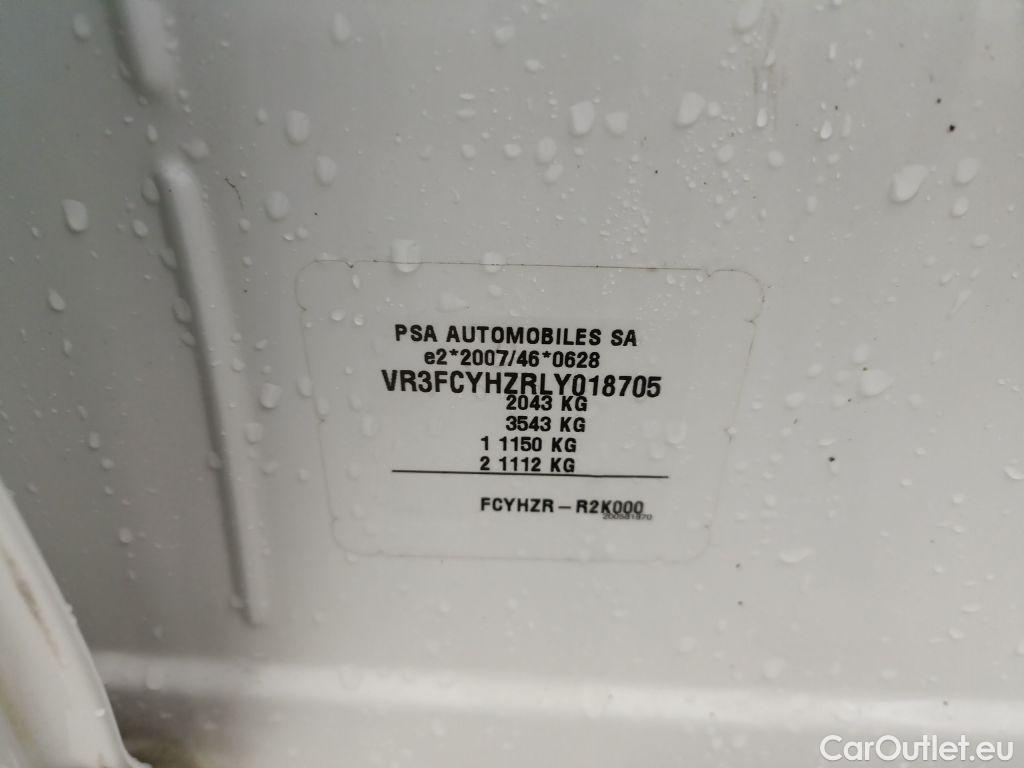 PSA AUTOMOBILES SA
e2*2007/46*0628
VR3FCYHZRLY018705
2043 KG
3543 KG
1 1150 KG
2 1112 KG
FCYHZR – R2K000
CarOutlet.eu